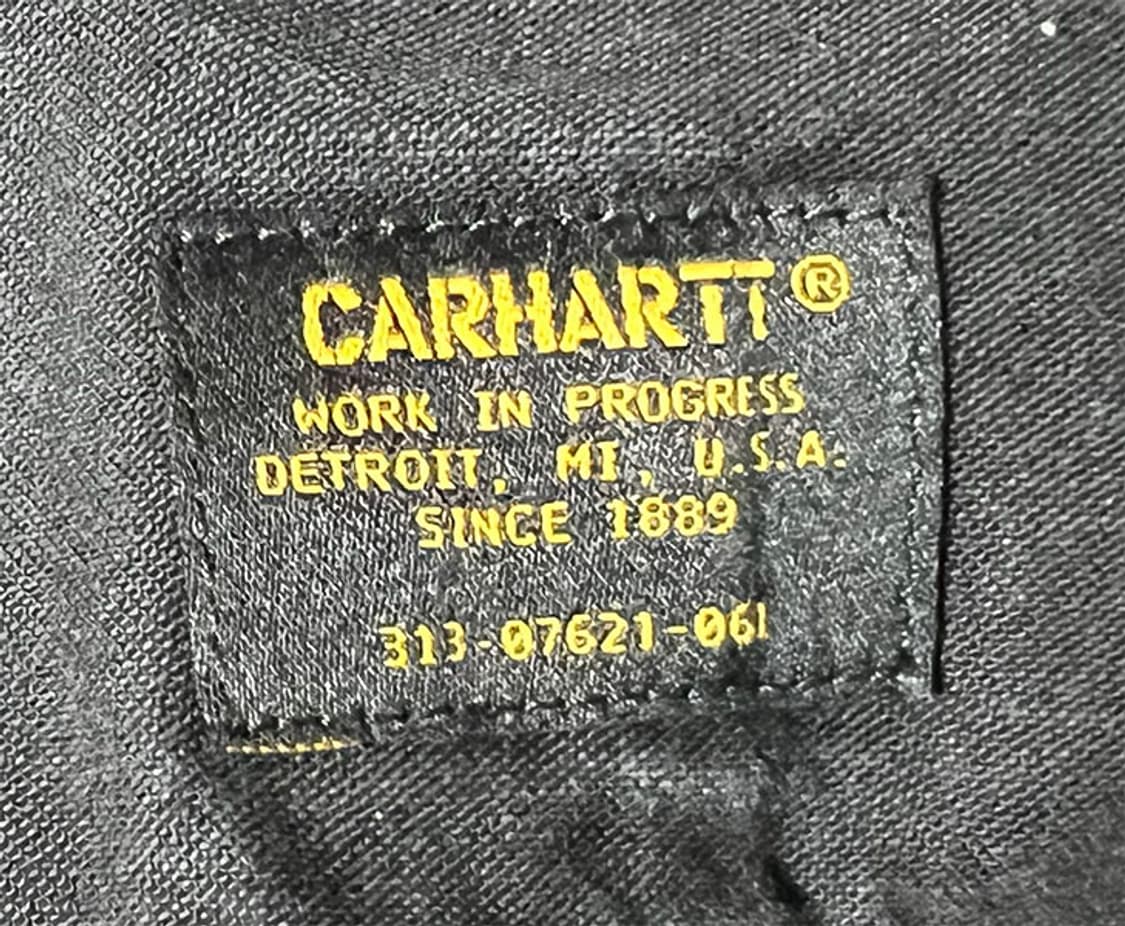 CARHARTT®
WORK IN PROGRESS
DETROIT, MI, U.S.A.
SINCE 1889
313-07621-061